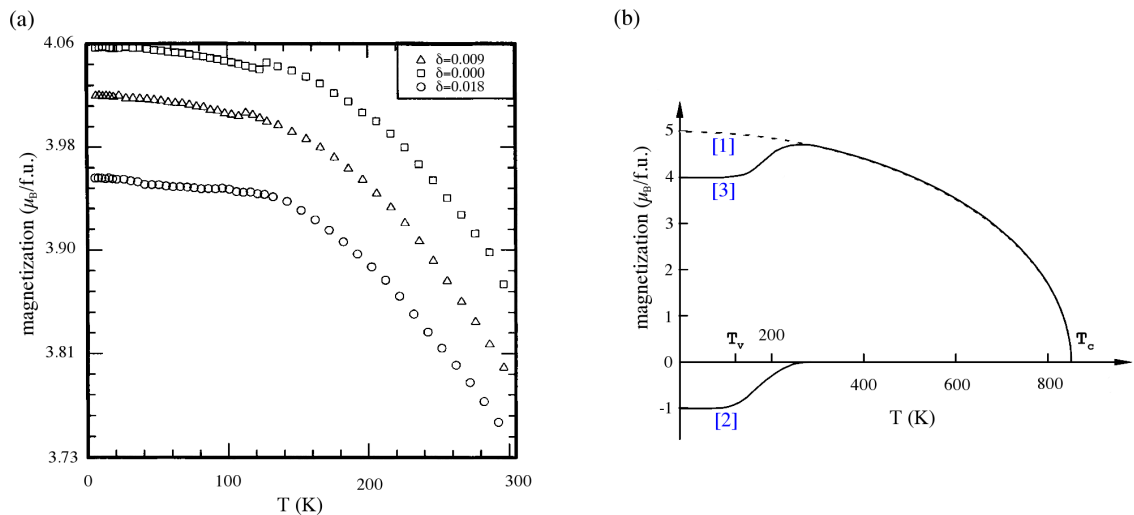 (a)
4.06
3.98
3.90
3.81
3.73
magnetization (μB/f.u.)
δ=0.009
δ=0.000
δ=0.018
0
100
200
300
T (K)
(b)
magnetization (μB/f.u.)
5
4
3
2
1
0
-1
[1]
[3]
[2]
Tv
200
400
600
800
Tc
T (K)